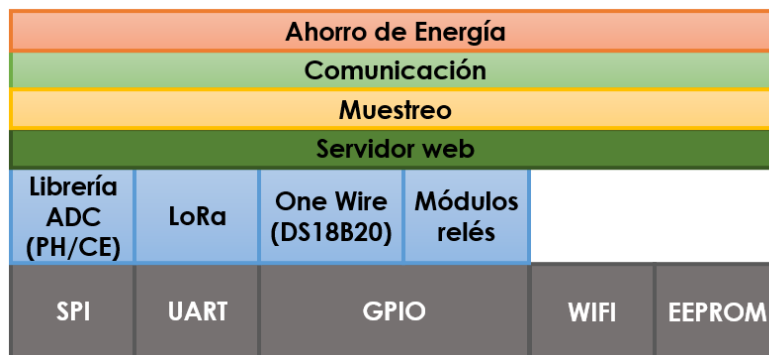 Ahorro de Energía
Comunicación
Muestreo
Servidor web
Librería
ADC
(PH/CE)
LoRa
One Wire
(DS18B20)
Módulos
relés
SPI
UART
GPIO
WIFI
EEPROM